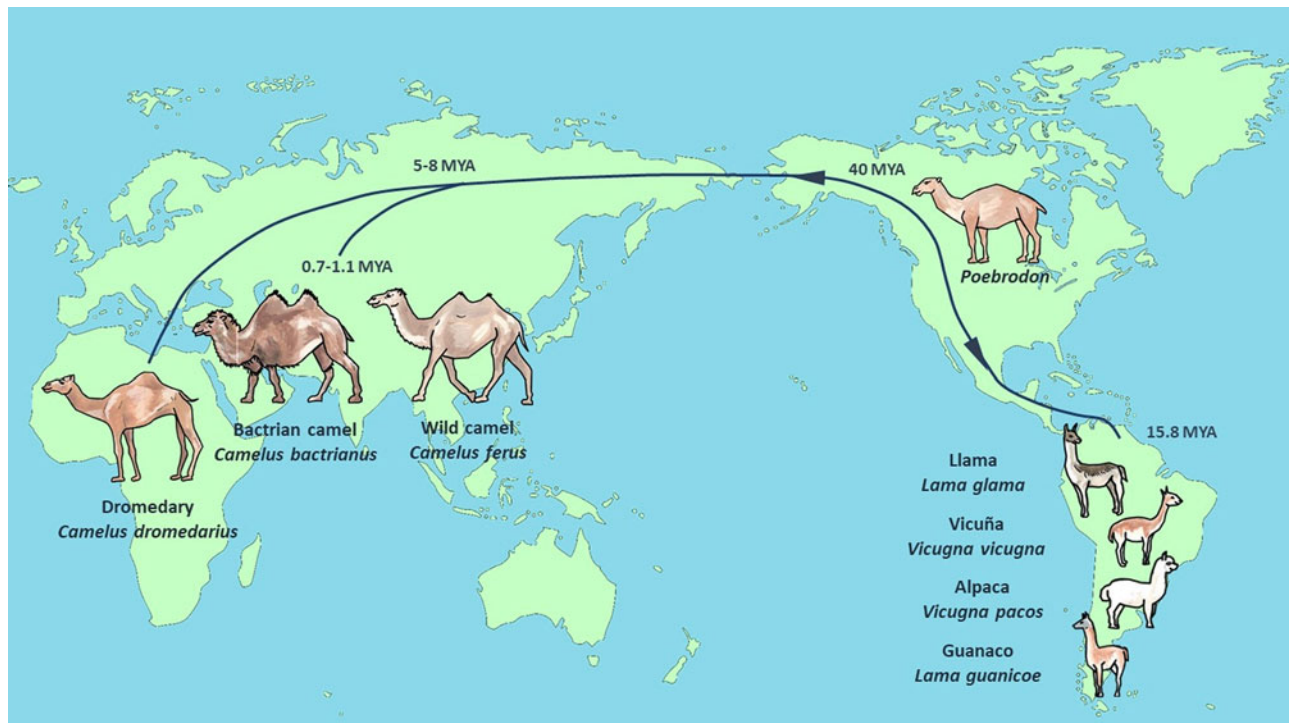 5-8 MYA
40 MYA
Poebrodon
0.7-1.1 MYA
15.8 MYA
Bactrian camel
Camelus bactrianus
Wild camel
Camelus ferus
Dromedary
Camelus dromedarius
Llama
Lama glama
Vicuña
Vicugna vicugna
Alpaca
Vicugna pacos
Guanaco
Lama guanicoe